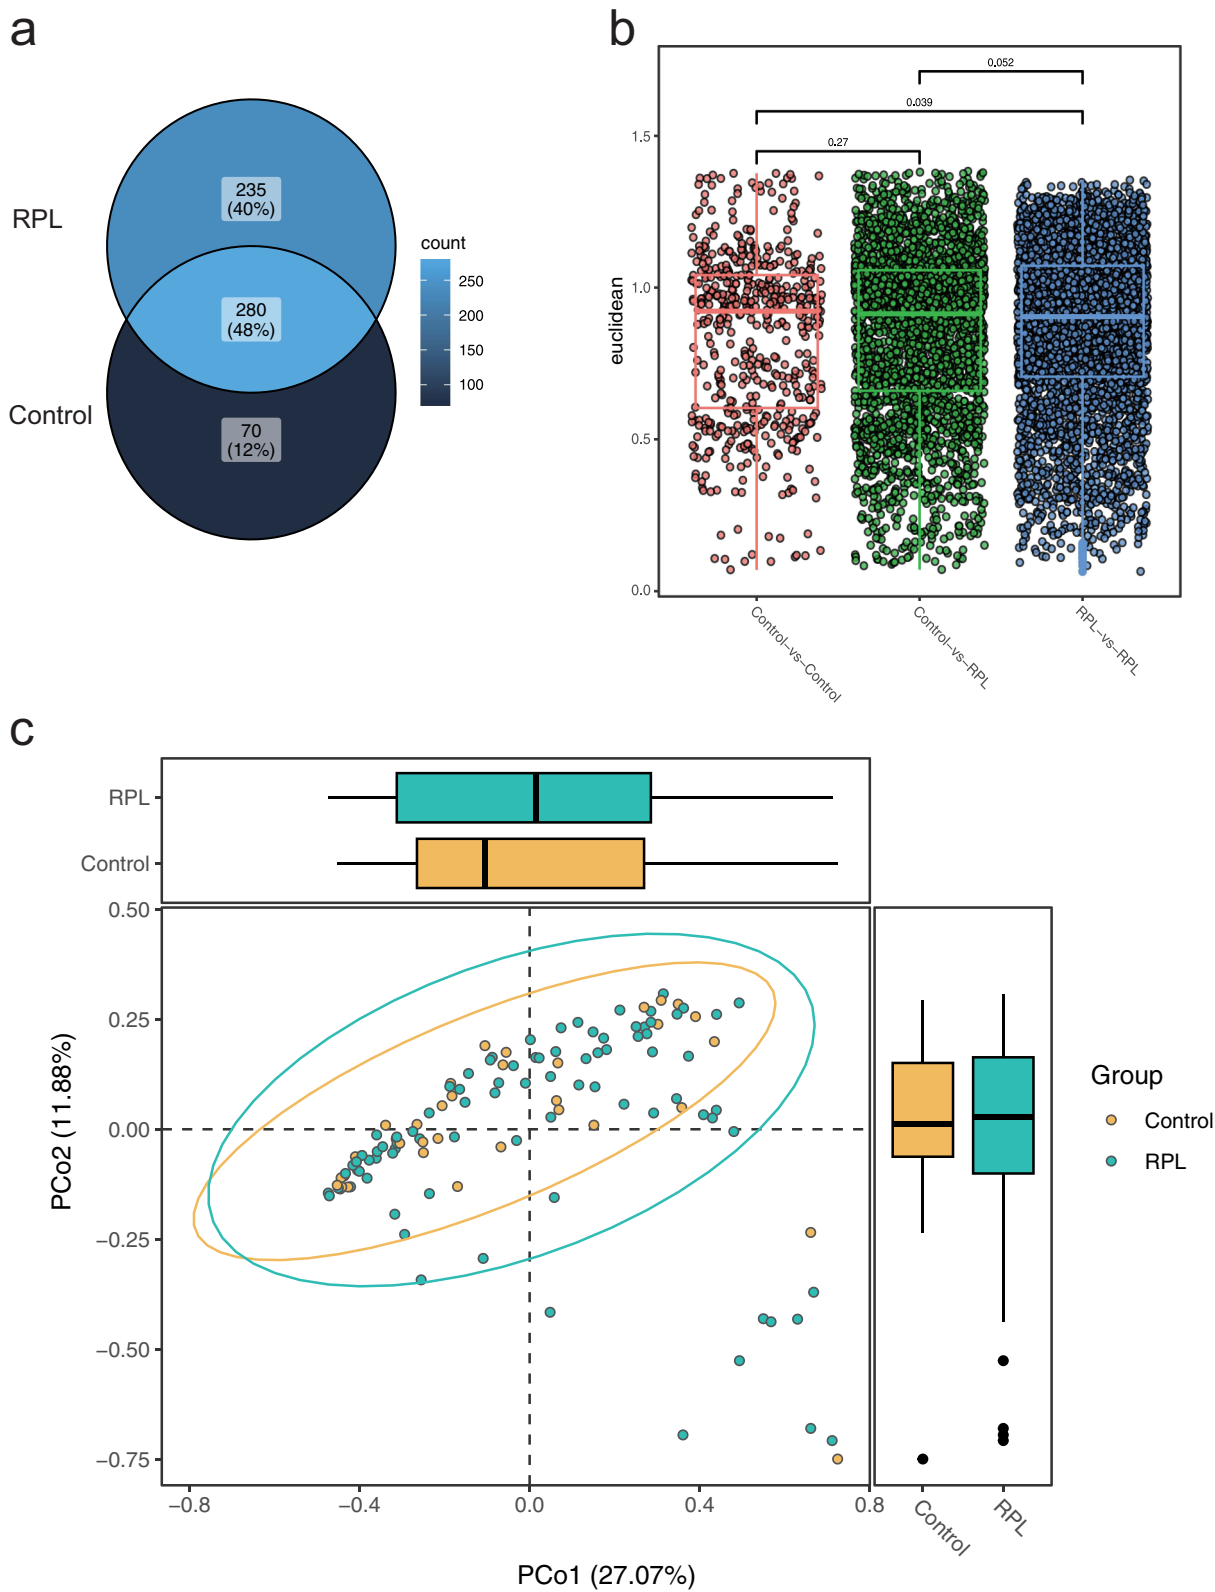 a
RPL
Control
235
(40%)
280
(48%)
70
(12%)
count
250
200
150
100
b
0.052
0.039
0.27
euclidean
1.5
1.0
0.5
0.0
Control−vs−Control
Control−vs−RPL
RPL−vs−RPL
c
RPL
Control
PCo2 (11.88%)
0.50
0.25
0.00
−0.25
−0.50
−0.75
−0.8
−0.4
0.0
0.4
0.8
PCo1 (27.07%)
Control
RPL
Group
Control
RPL